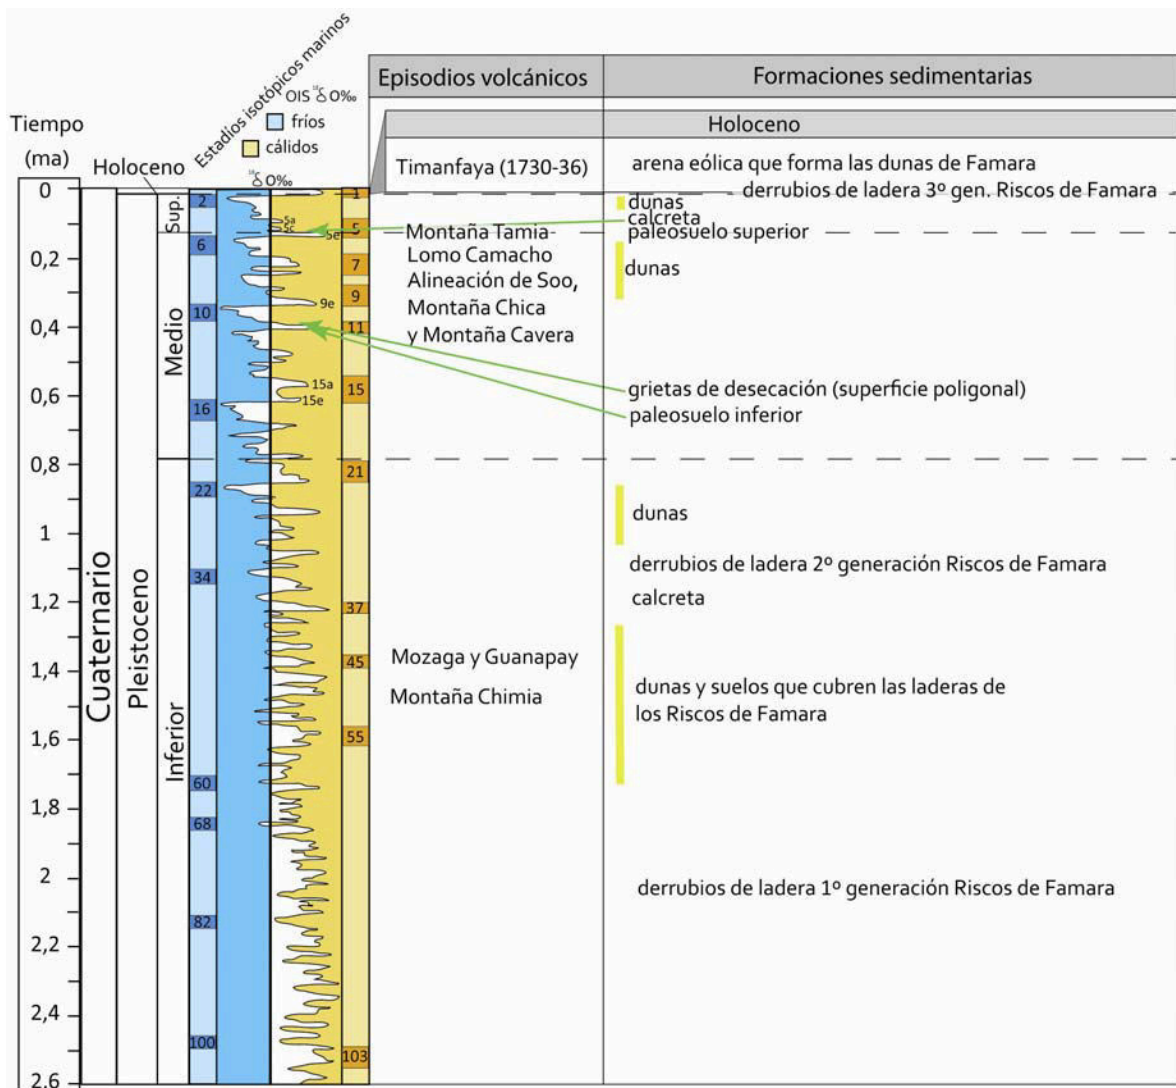 Estadíos isotópicos marinos
OIS O‰
fríos
cálidos
O‰
Tiempo
(ma)
Holoceno
Episodios volcánicos
Formaciones sedimentarias
Holoceno
Timanfaya (1730-36)
arena eólica que forma las dunas de Famara
derrubios de ladera 3º gen. Riscos de Famara
dunas
calcreta
paleosuelo superior
dunas
Montaña Tamia-
Lomo Camacho
Alineación de Soo,
Montaña Chica
y Montaña Cavera
grietas de desecación (superficie poligonal)
paleosuelo inferior
dunas
derrubios de ladera 2º generación Riscos de Famara
calcreta
Mozaga y Guanapay
Montaña Chimia
dunas y suelos que cubren las laderas de
los Riscos de Famara
derrubios de ladera 1º generación Riscos de Famara
0
0,2
0,4
0,6
0,8
1
1,2
1,4
1,6
1,8
2
2,2
2,4
2,6
Cuaternario
Pleistoceno
Sup.
Medio
Inferior
2
6
10
16
22
34
60
68
82
100
5a
5c
5e
9e
15a
15e
1
5
7
9
11
15
21
37
45
55
103